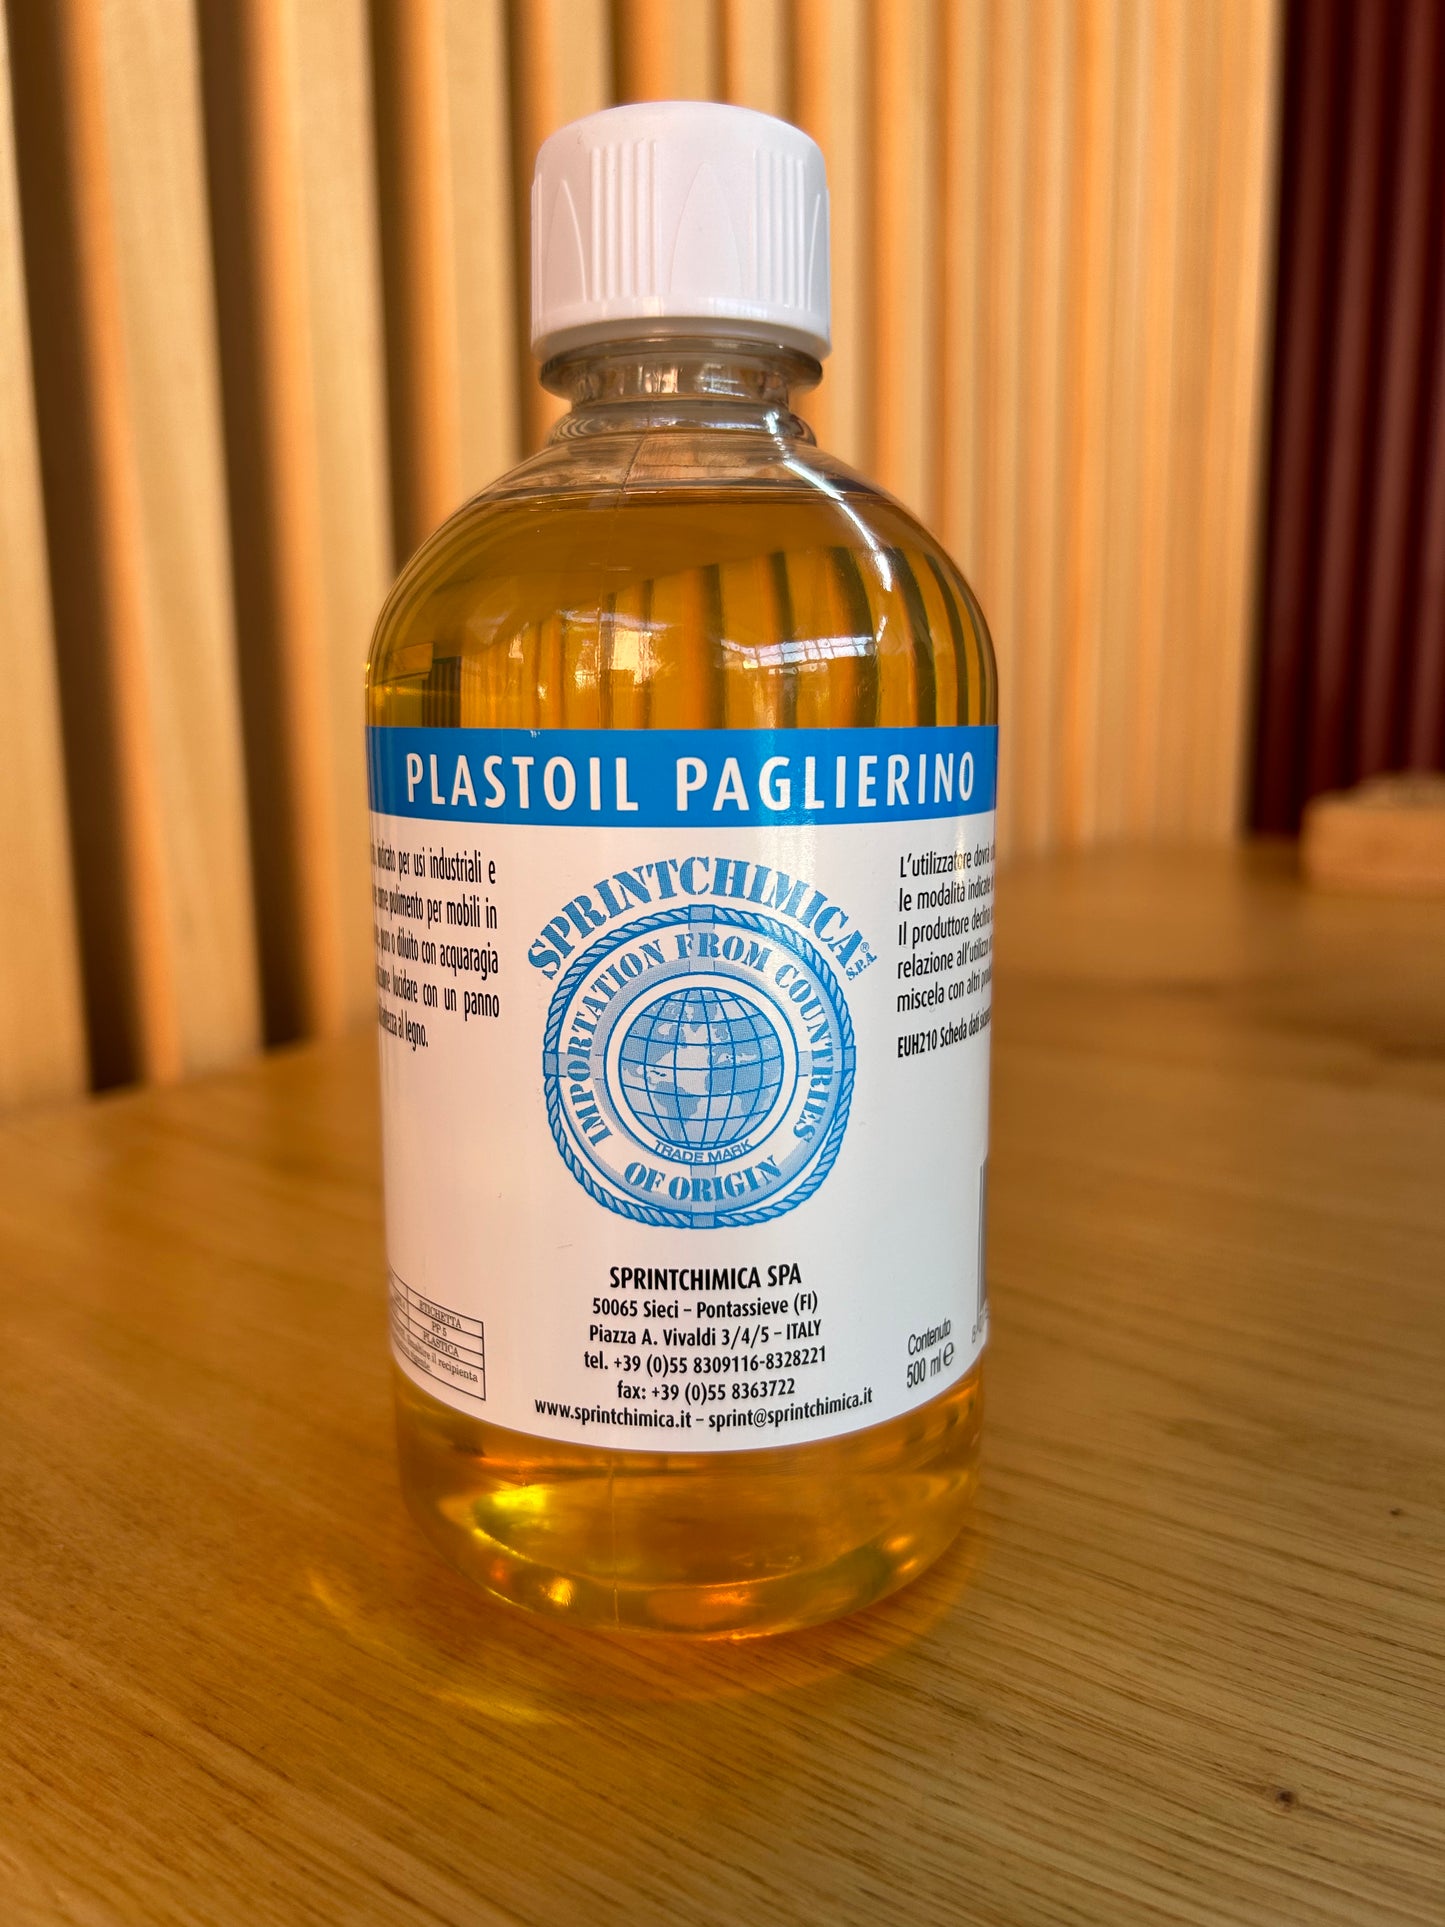 PLASTOIL PAGLIERINO
indicato per usi industriali e
come polimento per mobili in
puro o diluito con acquaragia
lucidare con un panno
al legno.
SPRINTCHIMICA® S.P.A.
IMPORTATION FROM COUNTRIES
OF ORIGIN
TRADE MARK
L'utilizzatore dovrà
le modalità indicate
Il produttore declina
relazione all'utilizzo
miscela con altri
EUH210 Scheda dati
SPRINTCHIMICA SPA
50065 Sieci – Pontassieve (FI)
Piazza A. Vivaldi 3/4/5 – ITALY
tel. +39 (0)55 8309116-8328221
fax: +39 (0)55 8363722
www.sprintchimica.it – sprint@sprintchimica.it
ETICHETTA
PP 5
PLASTICA
il recipiente
Contenuto
500 ml ℮